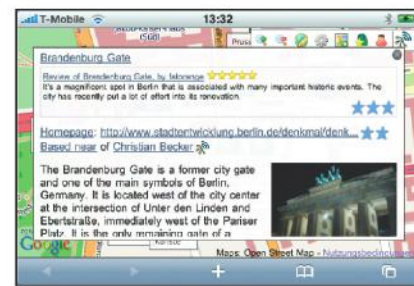 T-Mobile 13:32
(Süd)
Pruss
Brandenburg Gate
Review of Brandenburg Gate, by lalorange
It's a magnificent spot in Berlin that is associated with many important historic events. The
city has recently put a lot of effort into its renovation.
Homepage: http://www.stadtentwicklung.berlin.de/denkmal/denk...
Based near of Christian Becker
The Brandenburg Gate is a former city gate
and one of the main symbols of Berlin,
Germany. It is located west of the city center
at the intersection of Unter den Linden and
Ebertstraße, immediately west of the Pariser
Platz. It is the only remaining gate of a
Google
Maps: Open Street Map - Nutzungsbedingungen